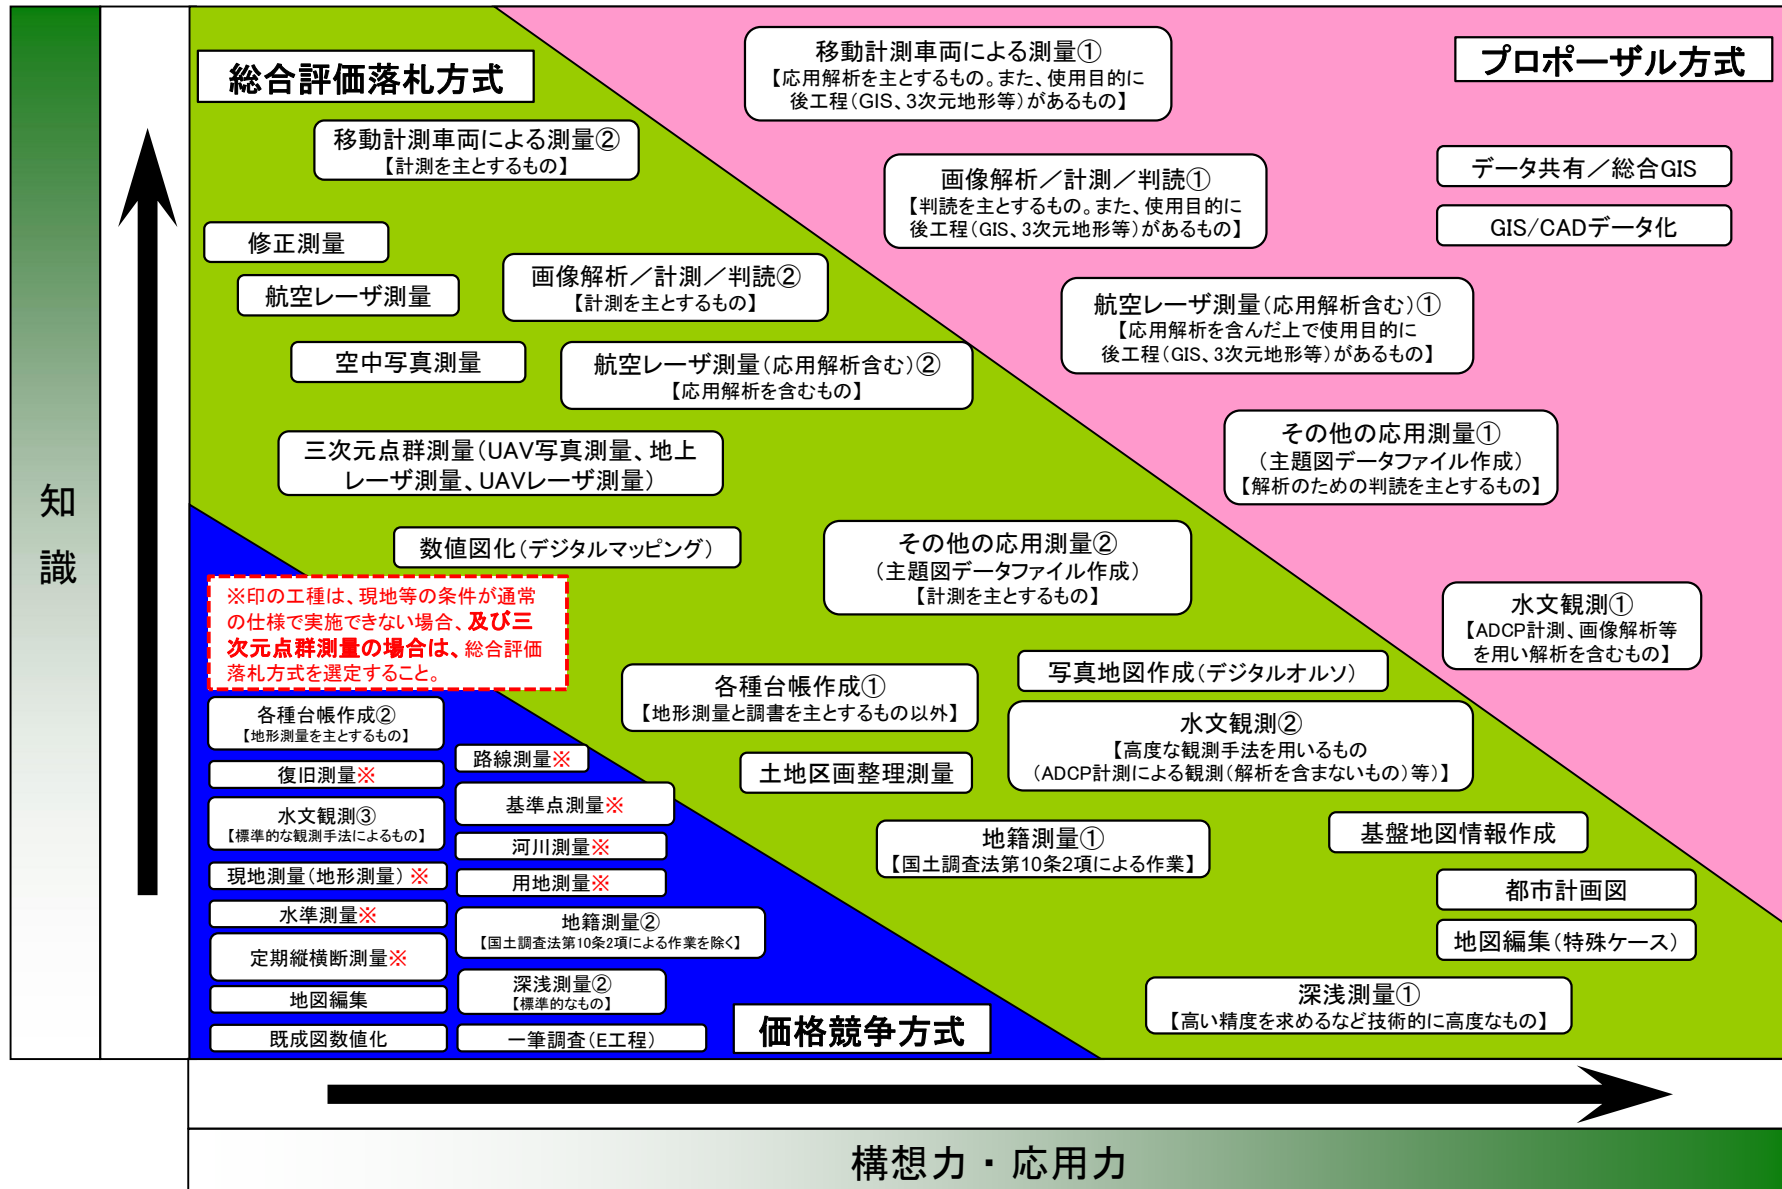 知
識
総合評価落札方式
プロポーザル方式
移動計測車両による測量①
【応用解析を主とするもの。また、使用目的に
後工程(GIS、3次元地形等)があるもの】
移動計測車両による測量②
【計測を主とするもの】
画像解析／計測／判読①
【判読を主とするもの。また、使用目的に
後工程(GIS、3次元地形等)があるもの】
データ共有／総合GIS
GIS/CADデータ化
修正測量
航空レーザ測量
画像解析／計測／判読②
【計測を主とするもの】
航空レーザ測量(応用解析含む)①
【応用解析を含んだ上で使用目的に
後工程(GIS、3次元地形等)があるもの】
空中写真測量
航空レーザ測量(応用解析含む)②
【応用解析を含むもの】
その他の応用測量①
(主題図データファイル作成)
【解析のための判読を主とするもの】
三次元点群測量(UAV写真測量、地上
レーザ測量、UAVレーザ測量)
数値図化(デジタルマッピング)
その他の応用測量②
(主題図データファイル作成)
【計測を主とするもの】
水文観測①
【ADCP計測、画像解析等
を用い解析を含むもの】
※印の工種は、現地等の条件が通常
の仕様で実施できない場合、及び三
次元点群測量の場合は、総合評価
落札方式を選定すること。
各種台帳作成①
【地形測量と調書を主とするもの以外】
写真地図作成(デジタルオルソ)
水文観測②
【高度な観測手法を用いるもの
(ADCP計測による観測(解析を含まないもの)等)】
土地区画整理測量
地籍測量①
【国土調査法第10条2項による作業】
基盤地図情報作成
都市計画図
地図編集(特殊ケース)
深浅測量①
【高い精度を求めるなど技術的に高度なもの】
各種台帳作成②
【地形測量を主とするもの】
復旧測量※
水文観測③
【標準的な観測手法によるもの】
現地測量(地形測量)※
水準測量※
定期縦横断測量※
地図編集
既成図数値化
路線測量※
基準点測量※
河川測量※
用地測量※
地籍測量②
【国土調査法第10条2項による作業を除く】
深浅測量②
【標準的なもの】
一筆調査(E工程)
価格競争方式
構想力・応用力